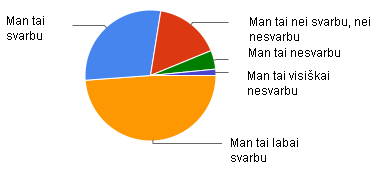 Man tai
svarbu
Man tai nei svarbu, nei
nesvarbu
Man tai nesvarbu
Man tai visiškai
nesvarbu
Man tai labai
svarbu